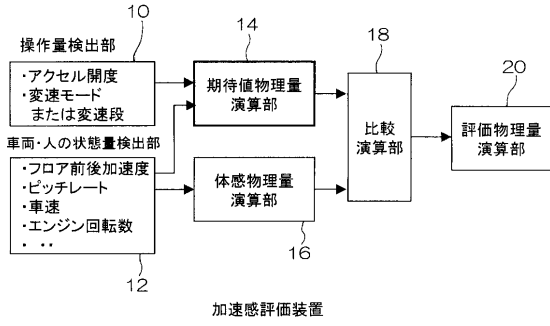 操作量検出部
10
・アクセル開度
・変速モード
または変速段
車両・人の状態量検出部
・フロア前後加速度
・ピッチレート
・車速
・エンジン回転数
・ ・・
12
14
期待値物理量
演算部
体感物理量
演算部
16
18
比較
演算部
20
評価物理量
演算部
加速感評価装置